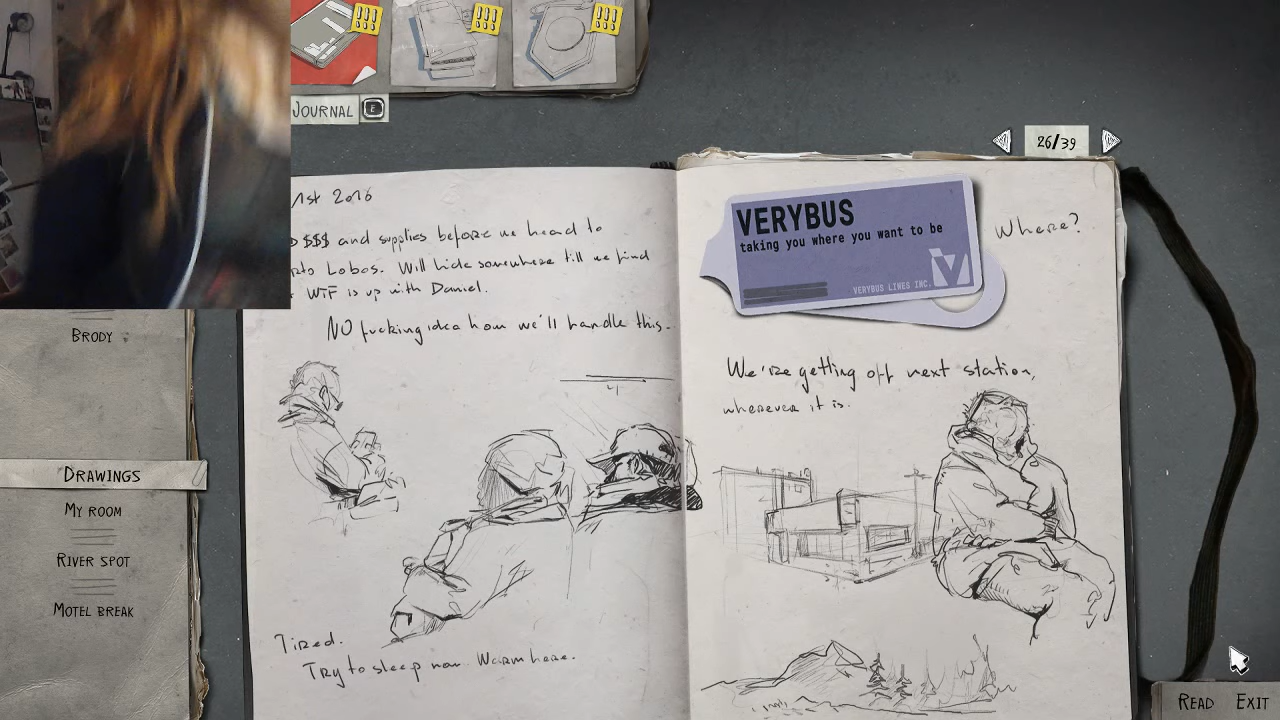 JOURNAL E
26/39
1st 2016
$$$ and supplies before we head to
rto Lobos. Will hide somewhere till we find
WTF is up with Daniel.
NO fucking idea how we'll handle this.
VERYBUS
taking you where you want to be
VERYBUS LINES INC.
Where?
We're getting off next station,
wherever it is.
Tired.
Try to sleep now. Warm here.
BRODY
DRAWINGS
MY ROOM
RIVER SPOT
MOTEL BREAK
READ EXIT